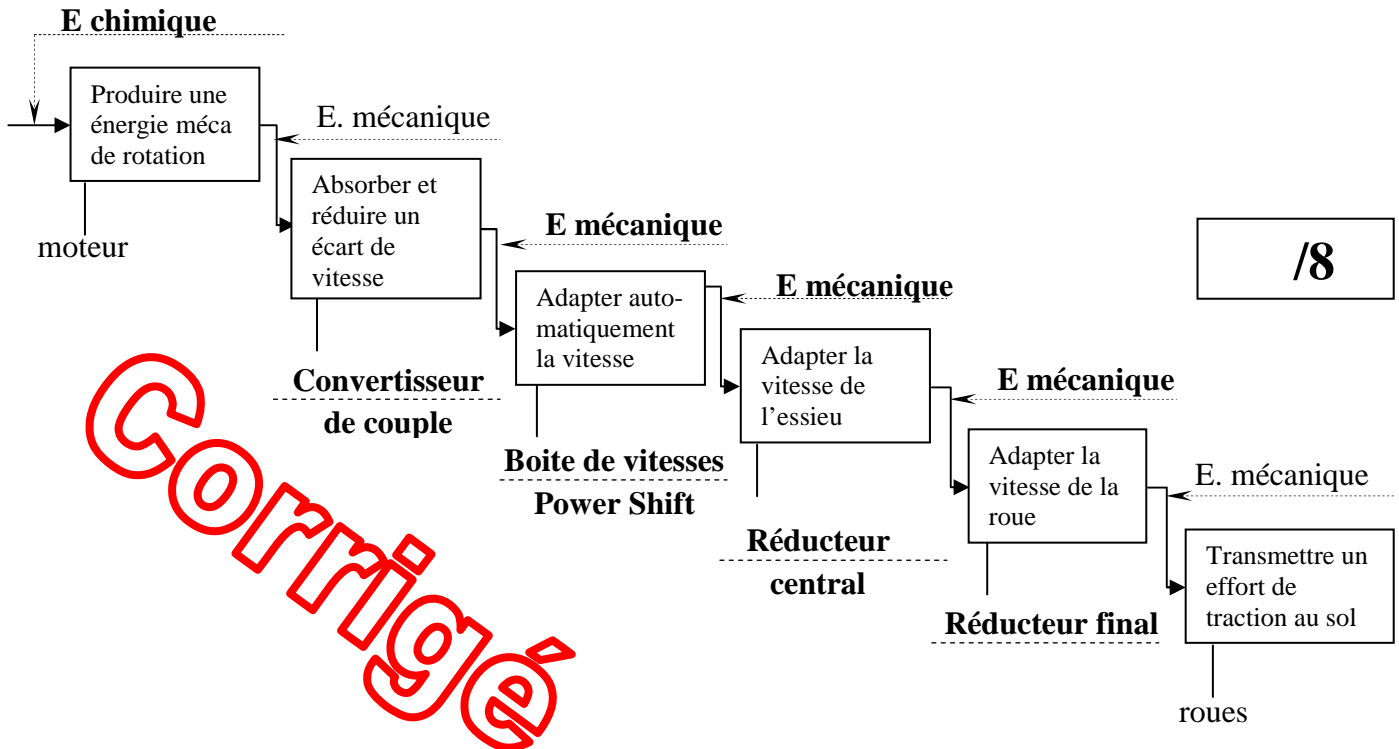 E chimique
Produire une
énergie méca
de rotation
moteur
E. mécanique
Absorber et
réduire un
écart de
vitesse
Convertisseur
de couple
E mécanique
Adapter auto-
matiquement
la vitesse
Boite de vitesses
Power Shift
E mécanique
Adapter la
vitesse de
l’essieu
Réducteur
central
E mécanique
Adapter la
vitesse de la
roue
Réducteur final
E. mécanique
Transmettre un
effort de
traction au sol
roues
/8
Corrigé